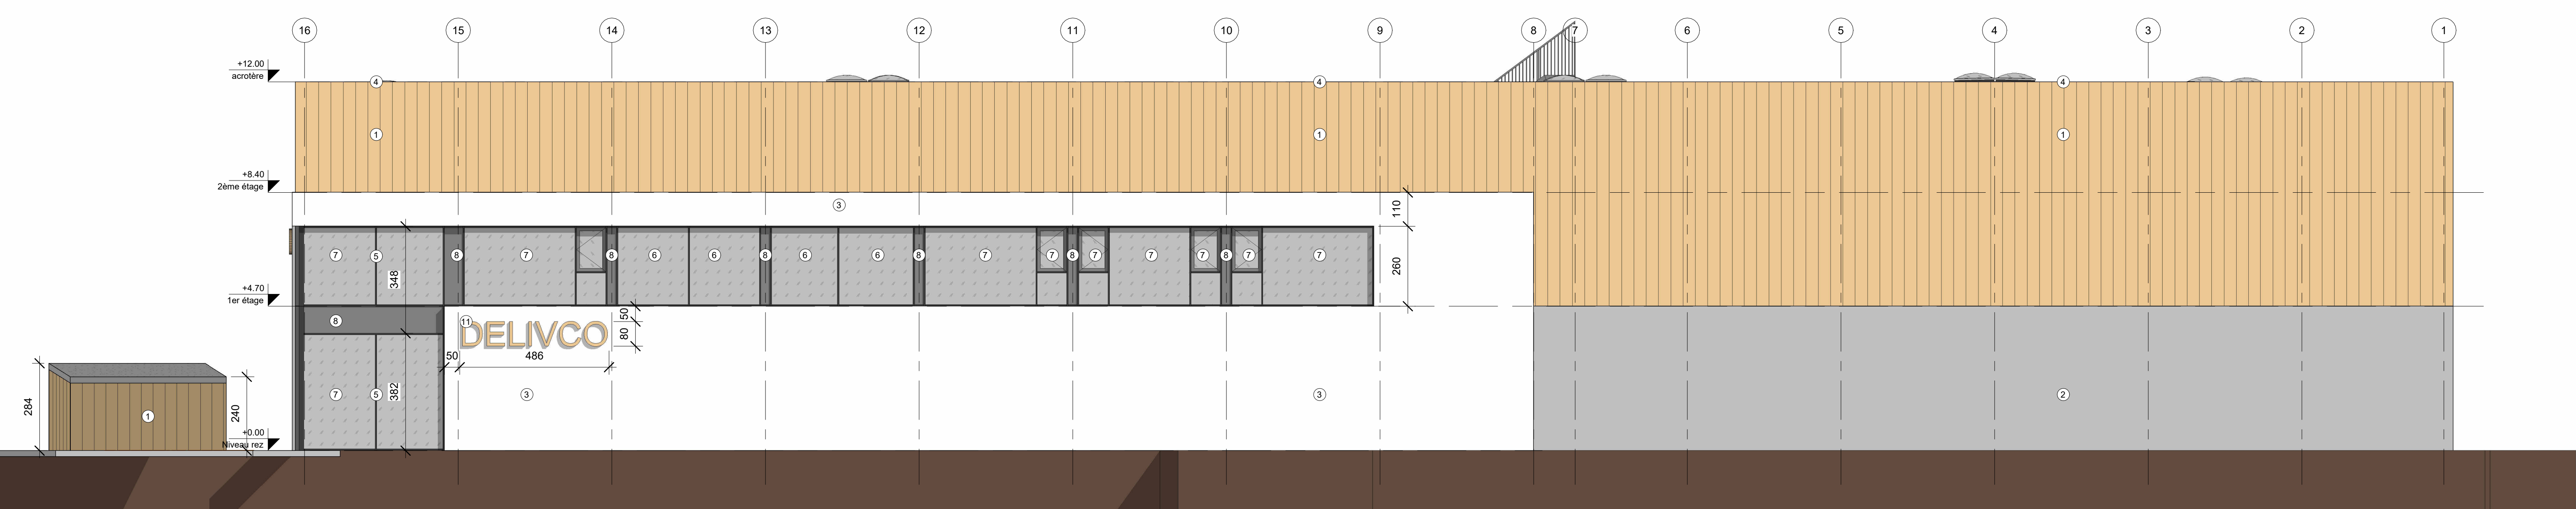 16 15 14 13 12 11 10 9 8 7 6 5 4 3 2 1
+12.00
acrotère
4 4 4
1 1 1
+8.40
2ème étage
3
110
7 5 8 7 8 6 6 8 6 6 8 7 7 8 7 7 7 8 7 7
348
260
+4.70
1er étage
8
11
DELIVCO
50
80
50
486
7 5
382
3 3 2
284
1
240
+0.00
Niveau rez